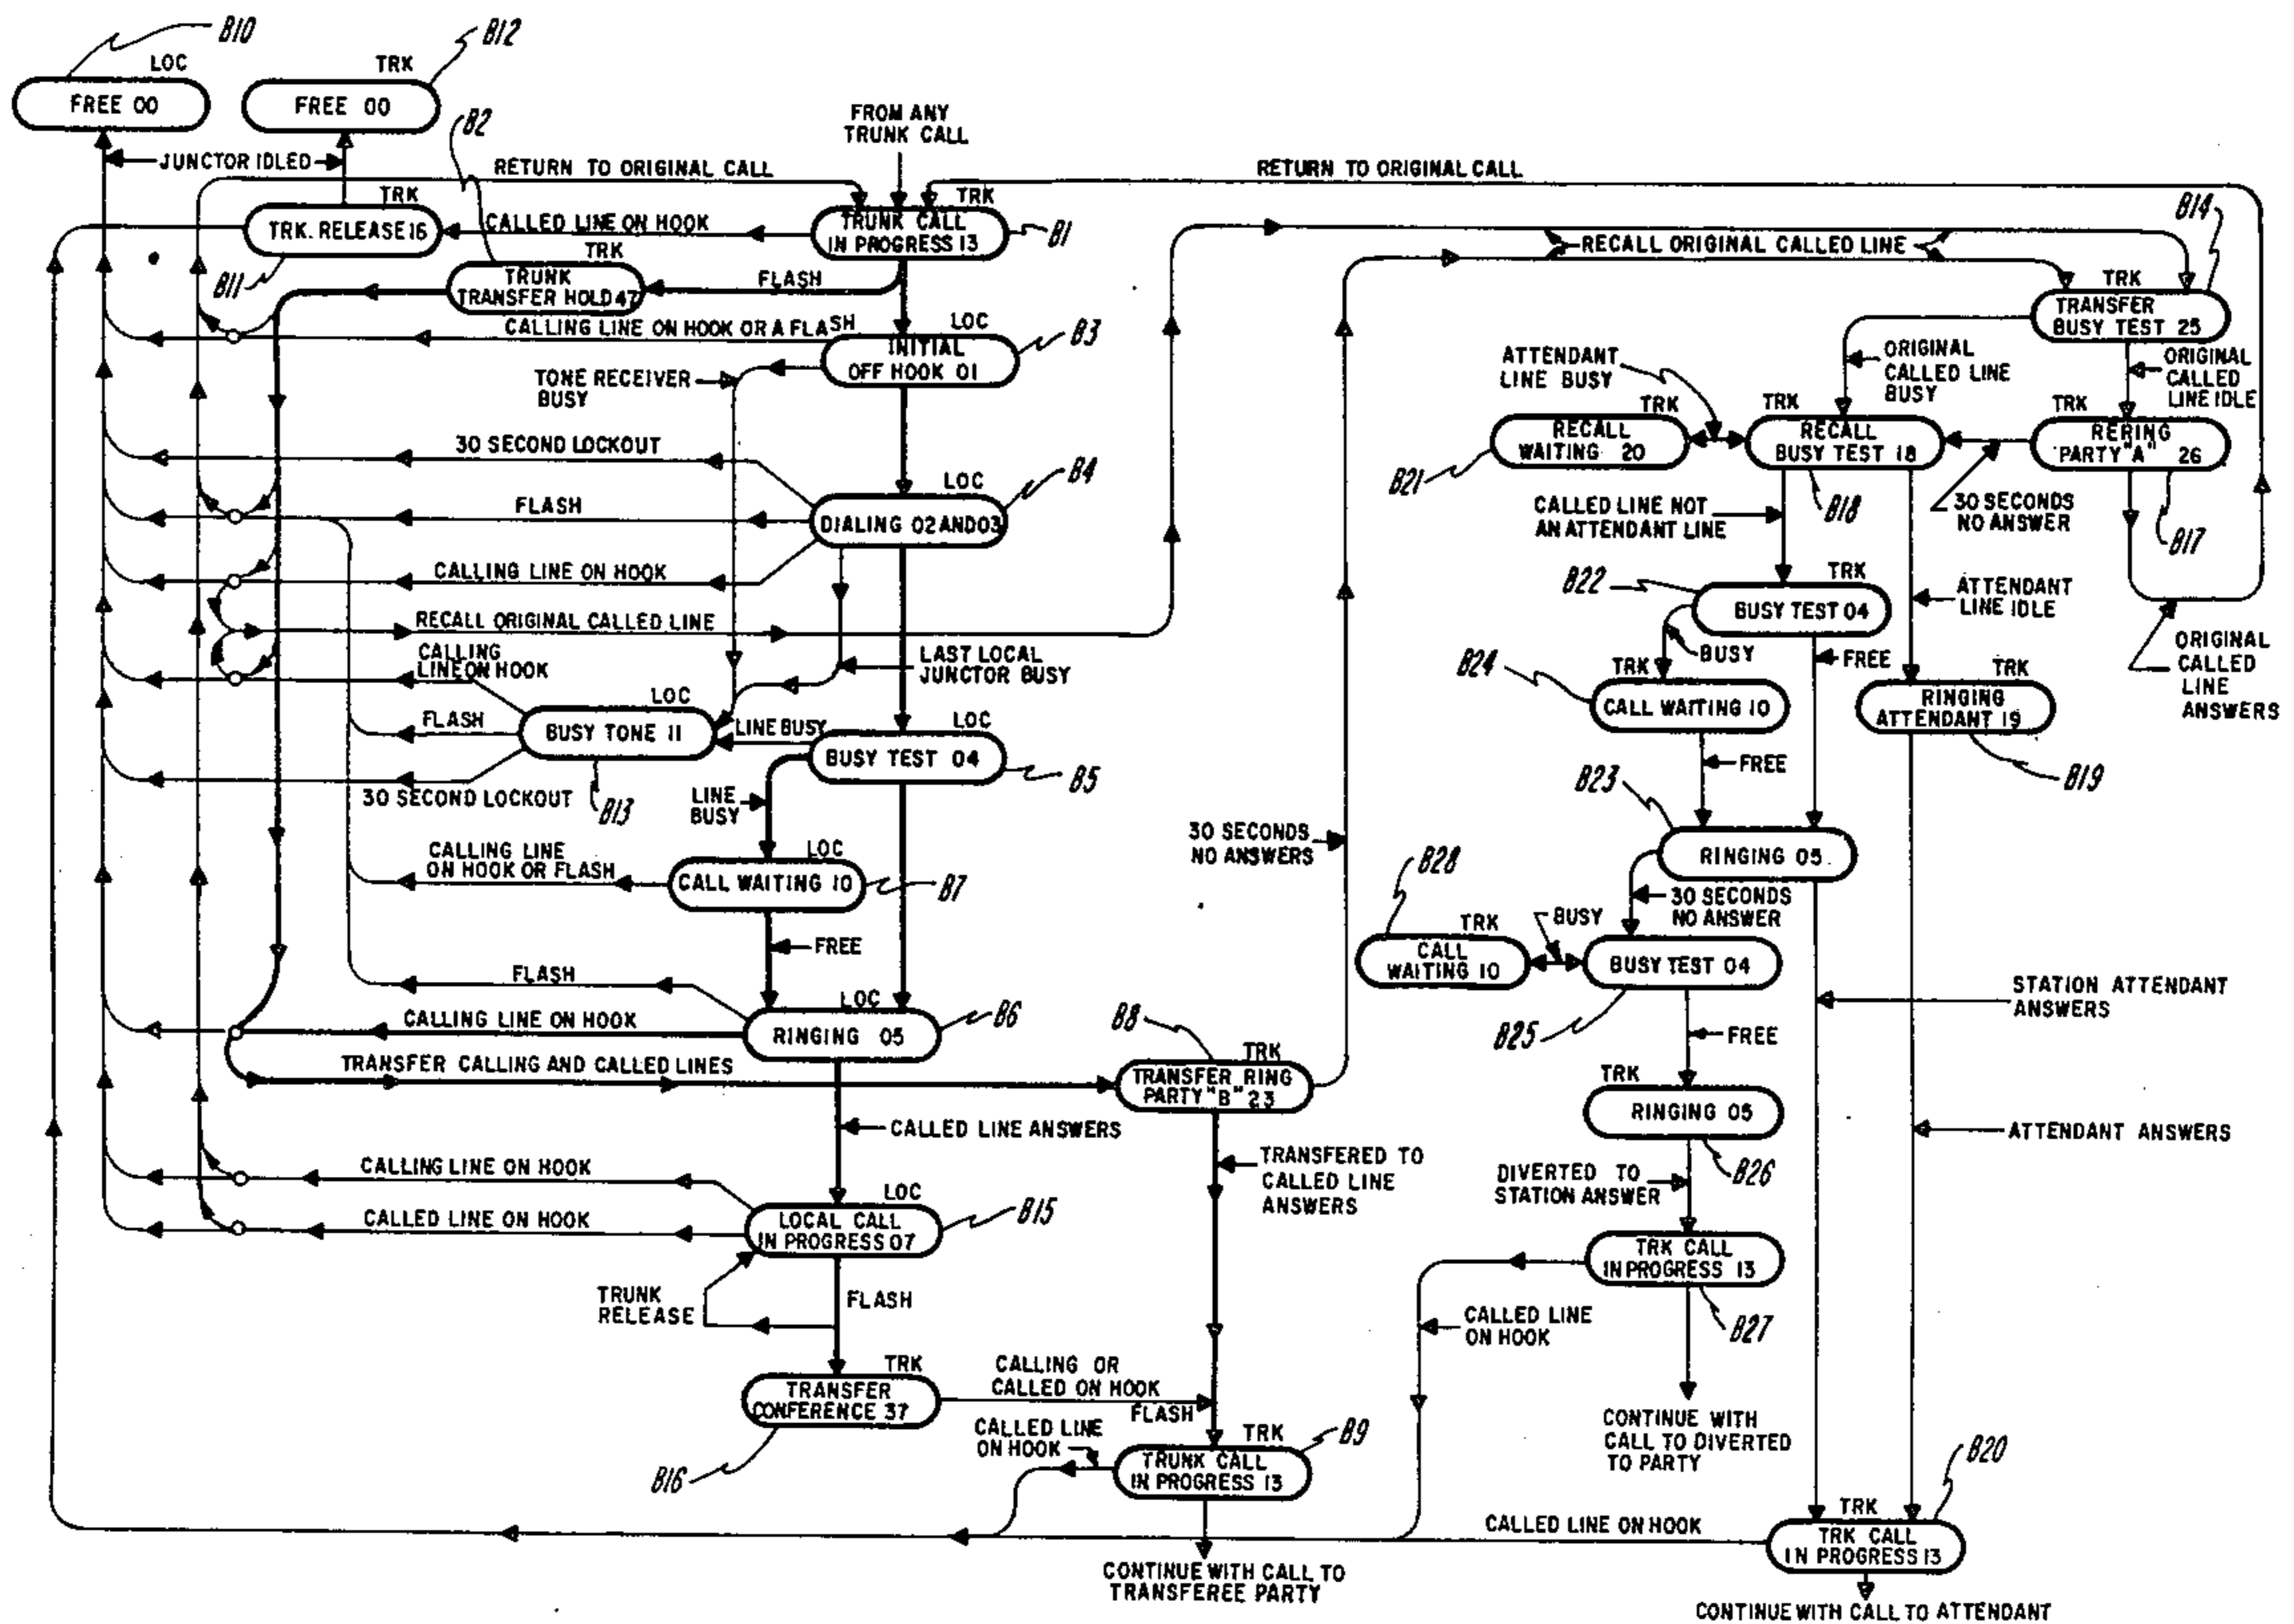 B10
LOC
FREE 00
B12
TRK
FREE 00
JUNCTOR IDLED
B2
FROM ANY
TRUNK CALL
RETURN TO ORIGINAL CALL
RETURN TO ORIGINAL CALL
TRK
TRK. RELEASE 16
B11
CALLED LINE ON HOOK
TRK
TRUNK CALL
IN PROGRESS 13
B1
TRK
TRUNK
TRANSFER HOLD 47
FLASH
CALLING LINE ON HOOK OR A FLASH
LOC
INITIAL
OFF HOOK 01
B3
TONE RECEIVER
BUSY
30 SECOND LOCKOUT
LOC
DIALING 02 AND 03
B4
FLASH
CALLING LINE ON HOOK
RECALL ORIGINAL CALLED LINE
CALLING
LINE ON HOOK
LAST LOCAL
JUNCTOR BUSY
LOC
BUSY TONE 11
B13
FLASH
LINE BUSY
LOC
BUSY TEST 04
B5
30 SECOND LOCKOUT
LINE
BUSY
CALLING LINE
ON HOOK OR FLASH
LOC
CALL WAITING 10
B7
FREE
FLASH
LOC
RINGING 05
B6
CALLING LINE ON HOOK
TRANSFER CALLING AND CALLED LINES
CALLED LINE ANSWERS
CALLING LINE ON HOOK
CALLED LINE ON HOOK
LOC
LOCAL CALL
IN PROGRESS 07
B15
TRUNK
RELEASE
FLASH
TRK
TRANSFER
CONFERENCE 37
B16
CALLING OR
CALLED ON HOOK
FLASH
B8
TRK
TRANSFER RING
PARTY "B" 23
30 SECONDS
NO ANSWERS
TRANSFERED TO
CALLED LINE
ANSWERS
CALLED LINE
ON HOOK
TRK
TRUNK CALL
IN PROGRESS 13
B9
CONTINUE WITH CALL TO
TRANSFEREE PARTY
RECALL ORIGINAL CALLED LINE
B14
TRK
TRANSFER
BUSY TEST 25
ORIGINAL
CALLED LINE
BUSY
ORIGINAL
CALLED
LINE IDLE
ATTENDANT
LINE BUSY
TRK
RECALL
WAITING 20
B21
TRK
RECALL
BUSY TEST 18
B18
TRK
RERING
PARTY "A" 26
B17
30 SECONDS
NO ANSWER
CALLED LINE NOT
AN ATTENDANT LINE
B22
TRK
BUSY TEST 04
ATTENDANT
LINE IDLE
ORIGINAL
CALLED
LINE
ANSWERS
BUSY
FREE
B24
TRK
CALL WAITING 10
TRK
RINGING
ATTENDANT 19
B19
FREE
B23
RINGING 05
30 SECONDS
NO ANSWER
B28
TRK
CALL
WAITING 10
BUSY
BUSY TEST 04
B25
FREE
STATION ATTENDANT
ANSWERS
TRK
RINGING 05
B26
DIVERTED TO
STATION ANSWER
ATTENDANT ANSWERS
TRK CALL
IN PROGRESS 13
B27
CALLED LINE
ON HOOK
CONTINUE WITH
CALL TO DIVERTED
TO PARTY
CALLED LINE ON HOOK
B20
TRK
TRK CALL
IN PROGRESS 13
CONTINUE WITH CALL TO ATTENDANT